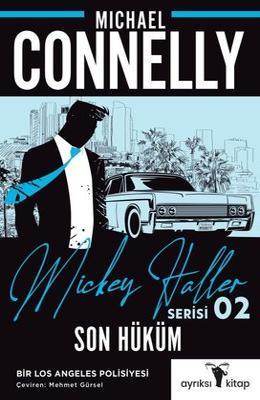 MICHAEL
CONNELLY
Mickey Haller
SERİSİ 02
SON HÜKÜM
BİR LOS ANGELES POLİSİYESİ
Çeviren: Mehmet Gürsel
ayrıksı kitap